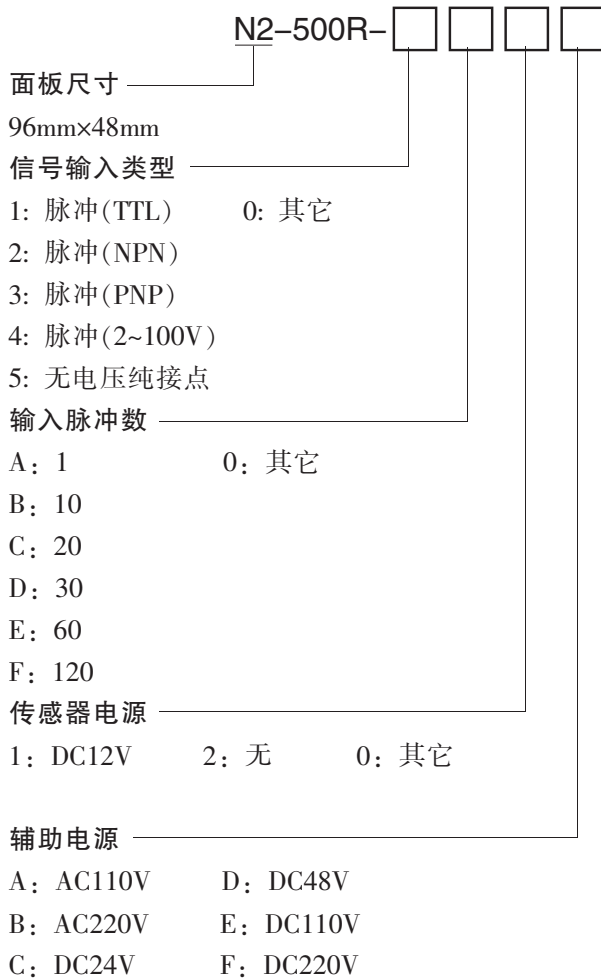 N2-500R-
面板尺寸
96mm×48mm
信号输入类型
1: 脉冲(TTL) 0: 其它
2: 脉冲(NPN)
3: 脉冲(PNP)
4: 脉冲(2~100V)
5: 无电压纯接点
输入脉冲数
A：1 0：其它
B：10
C：20
D：30
E：60
F：120
传感器电源
1：DC12V 2：无 0：其它
辅助电源
A：AC110V D：DC48V
B：AC220V E：DC110V
C：DC24V F：DC220V